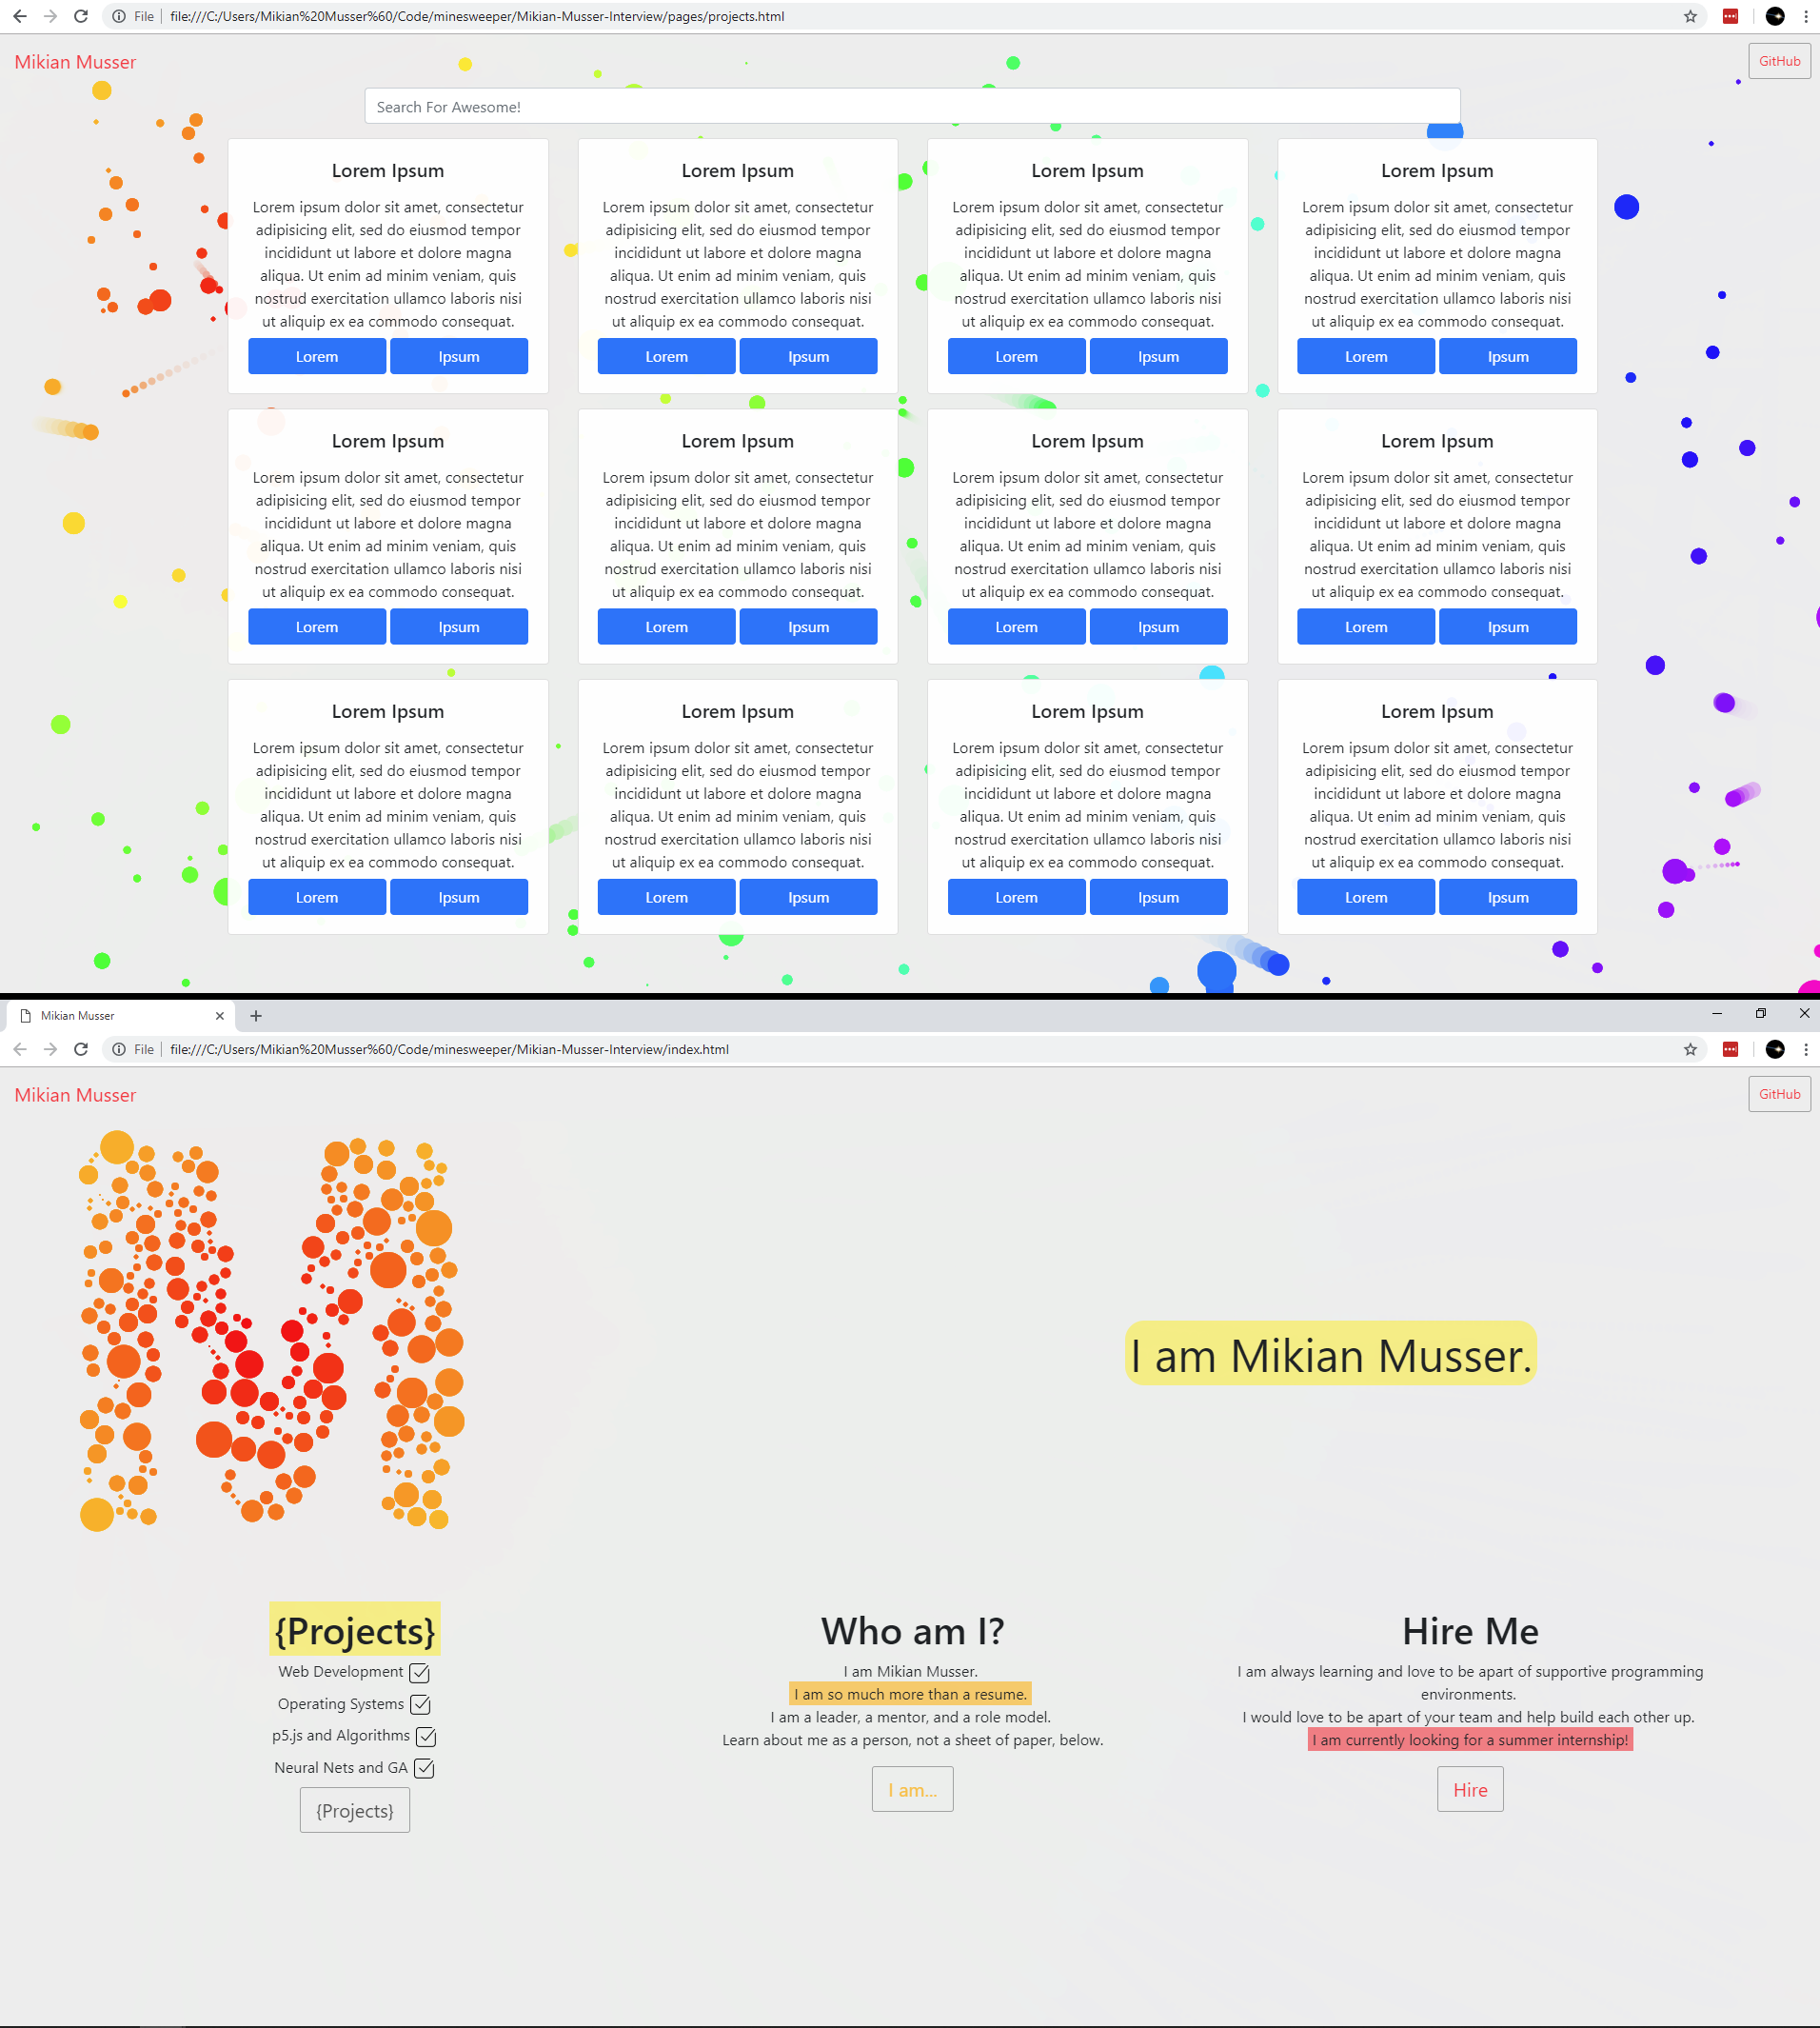 File file:///C:/Users/Mikian%20Musser%60/Code/minesweeper/Mikian-Musser-Interview/pages/projects.html
Mikian Musser
GitHub
Search For Awesome!
Lorem Ipsum
Lorem ipsum dolor sit amet, consectetur
adipisicing elit, sed do eiusmod tempor
incididunt ut labore et dolore magna
aliqua. Ut enim ad minim veniam, quis
nostrud exercitation ullamco laboris nisi
ut aliquip ex ea commodo consequat.
Lorem Ipsum
Lorem Ipsum
Lorem ipsum dolor sit amet, consectetur
adipisicing elit, sed do eiusmod tempor
incididunt ut labore et dolore magna
aliqua. Ut enim ad minim veniam, quis
nostrud exercitation ullamco laboris nisi
ut aliquip ex ea commodo consequat.
Lorem Ipsum
Lorem Ipsum
Lorem ipsum dolor sit amet, consectetur
adipisicing elit, sed do eiusmod tempor
incididunt ut labore et dolore magna
aliqua. Ut enim ad minim veniam, quis
nostrud exercitation ullamco laboris nisi
ut aliquip ex ea commodo consequat.
Lorem Ipsum
Lorem Ipsum
Lorem ipsum dolor sit amet, consectetur
adipisicing elit, sed do eiusmod tempor
incididunt ut labore et dolore magna
aliqua. Ut enim ad minim veniam, quis
nostrud exercitation ullamco laboris nisi
ut aliquip ex ea commodo consequat.
Lorem Ipsum
Lorem Ipsum
Lorem ipsum dolor sit amet, consectetur
adipisicing elit, sed do eiusmod tempor
incididunt ut labore et dolore magna
aliqua. Ut enim ad minim veniam, quis
nostrud exercitation ullamco laboris nisi
ut aliquip ex ea commodo consequat.
Lorem Ipsum
Lorem Ipsum
Lorem ipsum dolor sit amet, consectetur
adipisicing elit, sed do eiusmod tempor
incididunt ut labore et dolore magna
aliqua. Ut enim ad minim veniam, quis
nostrud exercitation ullamco laboris nisi
ut aliquip ex ea commodo consequat.
Lorem Ipsum
Lorem Ipsum
Lorem ipsum dolor sit amet, consectetur
adipisicing elit, sed do eiusmod tempor
incididunt ut labore et dolore magna
aliqua. Ut enim ad minim veniam, quis
nostrud exercitation ullamco laboris nisi
ut aliquip ex ea commodo consequat.
Lorem Ipsum
Lorem Ipsum
Lorem ipsum dolor sit amet, consectetur
adipisicing elit, sed do eiusmod tempor
incididunt ut labore et dolore magna
aliqua. Ut enim ad minim veniam, quis
nostrud exercitation ullamco laboris nisi
ut aliquip ex ea commodo consequat.
Lorem Ipsum
Lorem Ipsum
Lorem ipsum dolor sit amet, consectetur
adipisicing elit, sed do eiusmod tempor
incididunt ut labore et dolore magna
aliqua. Ut enim ad minim veniam, quis
nostrud exercitation ullamco laboris nisi
ut aliquip ex ea commodo consequat.
Lorem Ipsum
Lorem Ipsum
Lorem ipsum dolor sit amet, consectetur
adipisicing elit, sed do eiusmod tempor
incididunt ut labore et dolore magna
aliqua. Ut enim ad minim veniam, quis
nostrud exercitation ullamco laboris nisi
ut aliquip ex ea commodo consequat.
Lorem Ipsum
Lorem Ipsum
Lorem ipsum dolor sit amet, consectetur
adipisicing elit, sed do eiusmod tempor
incididunt ut labore et dolore magna
aliqua. Ut enim ad minim veniam, quis
nostrud exercitation ullamco laboris nisi
ut aliquip ex ea commodo consequat.
Lorem Ipsum
Lorem Ipsum
Lorem ipsum dolor sit amet, consectetur
adipisicing elit, sed do eiusmod tempor
incididunt ut labore et dolore magna
aliqua. Ut enim ad minim veniam, quis
nostrud exercitation ullamco laboris nisi
ut aliquip ex ea commodo consequat.
Lorem Ipsum
Mikian Musser
File file:///C:/Users/Mikian%20Musser%60/Code/minesweeper/Mikian-Musser-Interview/index.html
Mikian Musser
GitHub
M
I am Mikian Musser.
{Projects}
Web Development
Operating Systems
p5.js and Algorithms
Neural Nets and GA
{Projects}
Who am I?
I am Mikian Musser.
I am so much more than a resume.
I am a leader, a mentor, and a role model.
Learn about me as a person, not a sheet of paper, below.
I am...
Hire Me
I am always learning and love to be apart of supportive programming
environments.
I would love to be apart of your team and help build each other up.
I am currently looking for a summer internship!
Hire